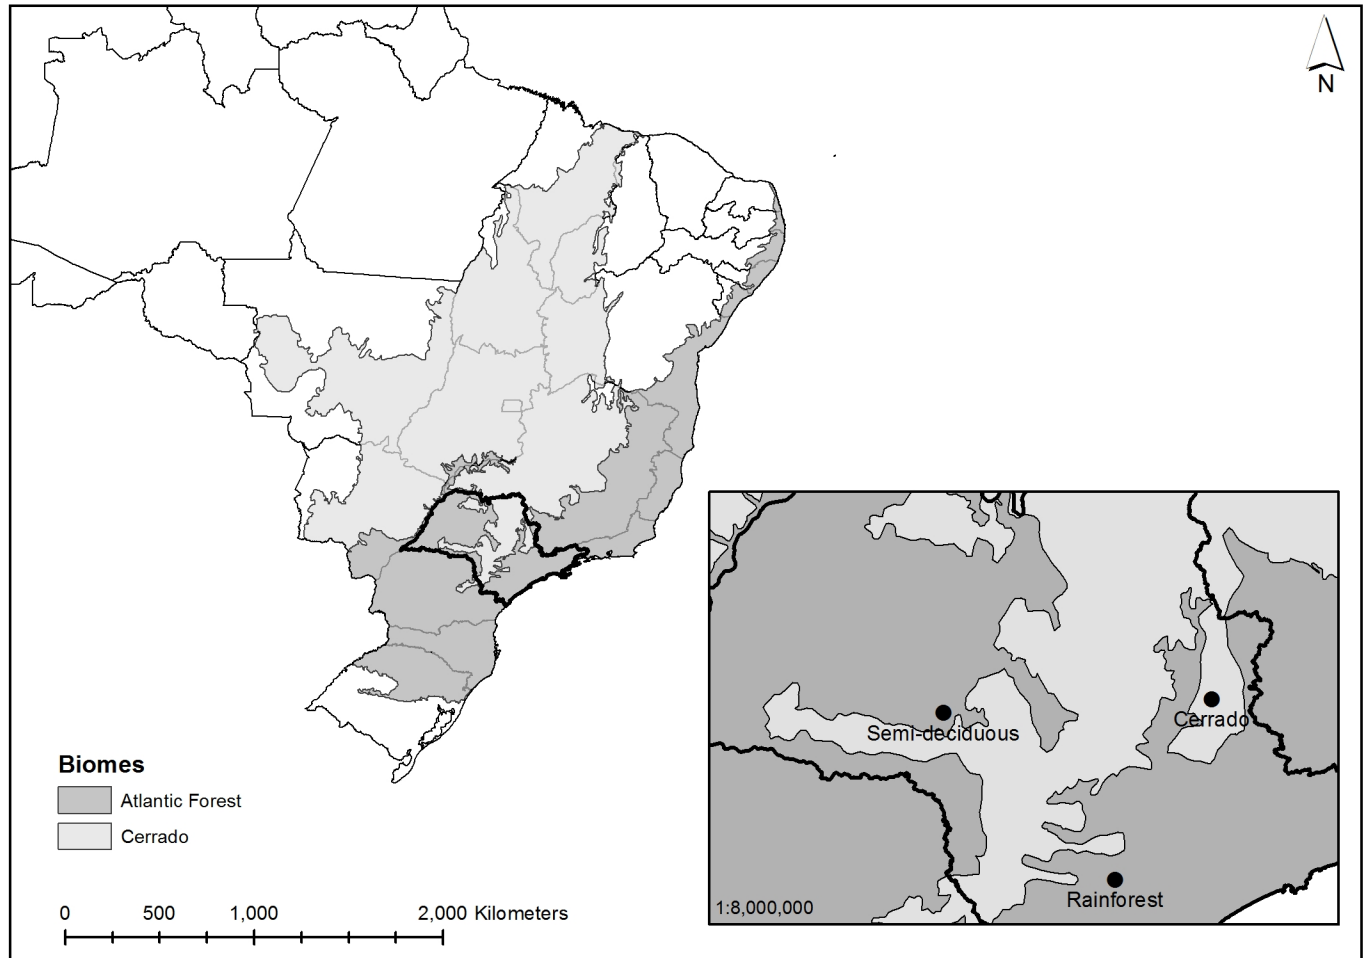 N
Semi-deciduous
Cerrado
Rainforest
1:8,000,000
Biomes
Atlantic Forest
Cerrado
0 500 1,000 2,000 Kilometers